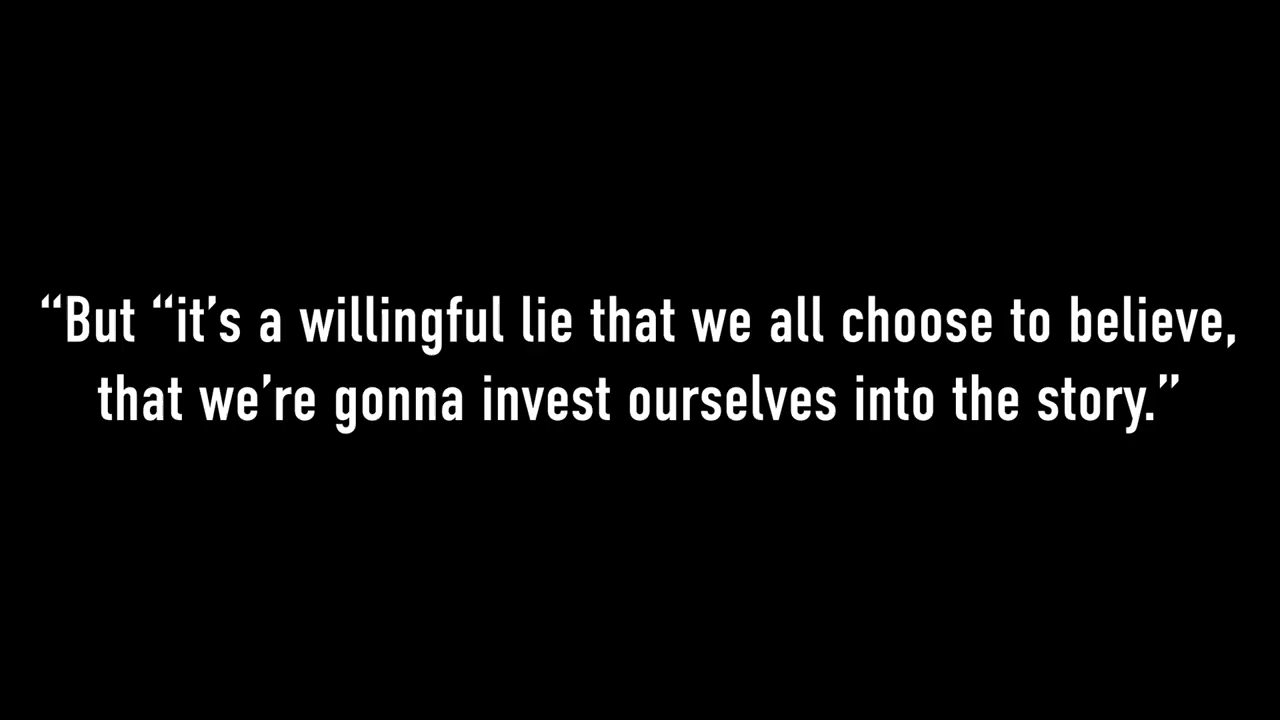 “But “it’s a willingful lie that we all choose to believe,
that we’re gonna invest ourselves into the story.”